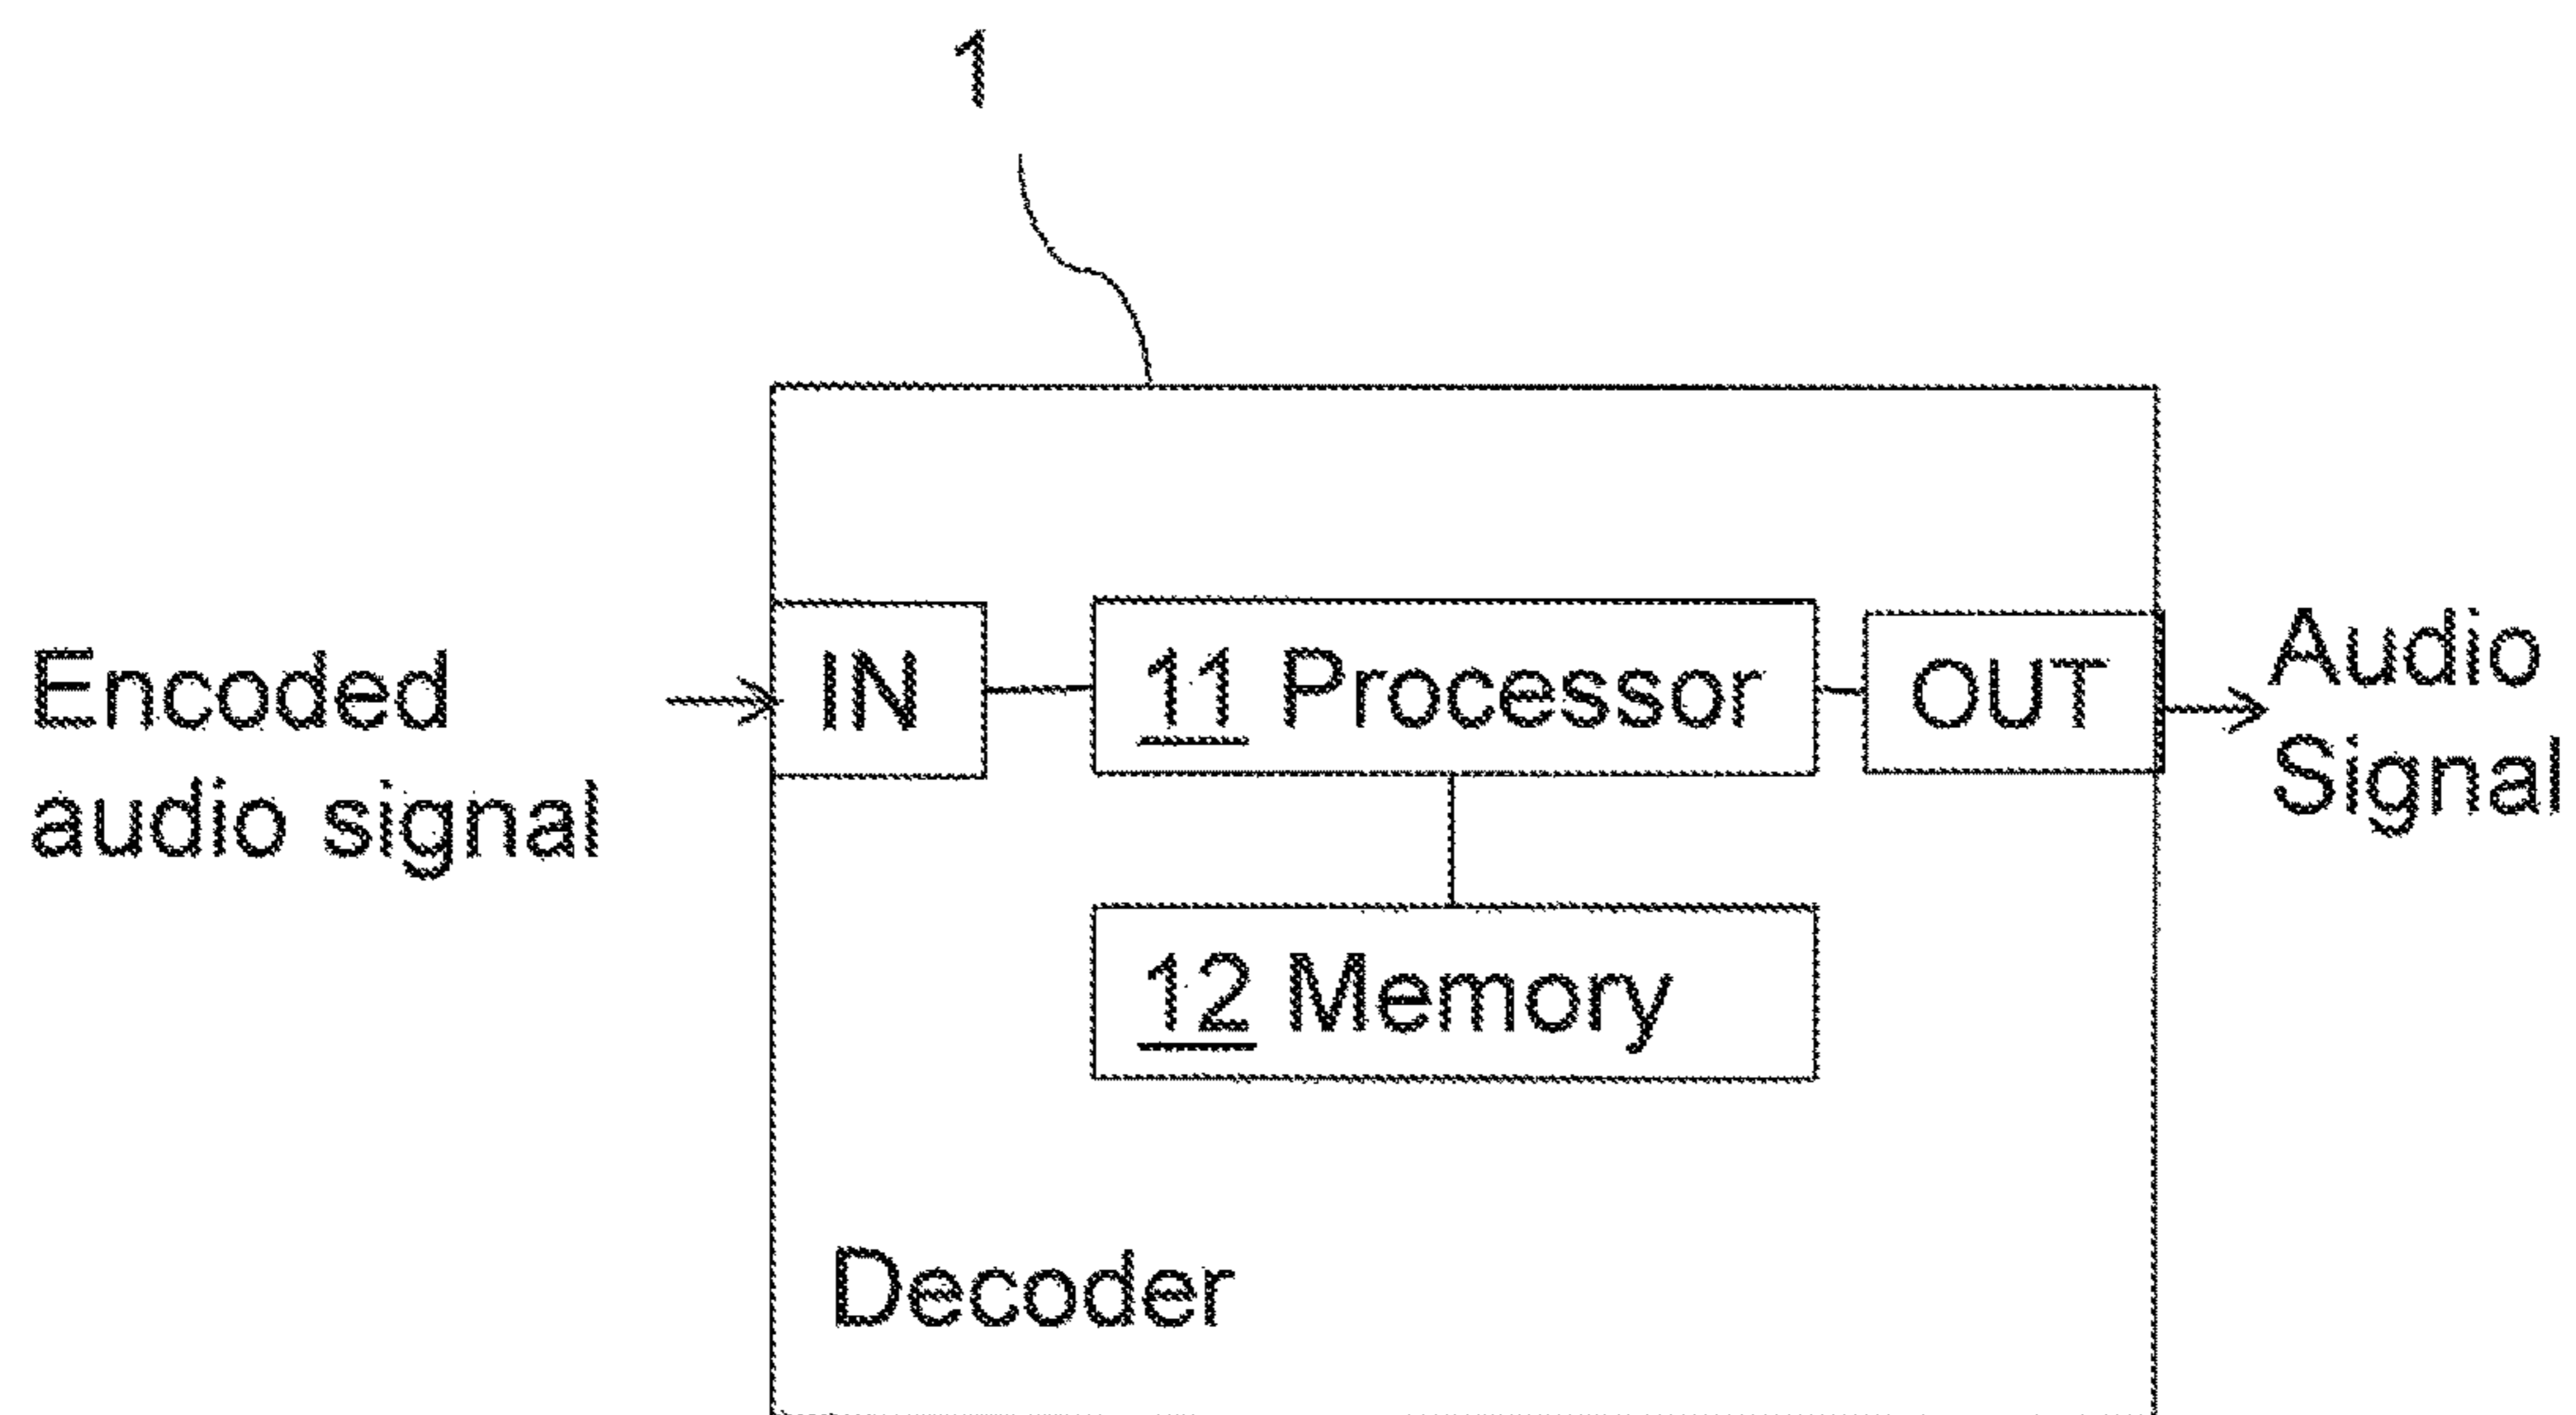 1
Encoded
audio signal
IN
11 Processor
OUT
Audio
Signal
12 Memory
Decoder